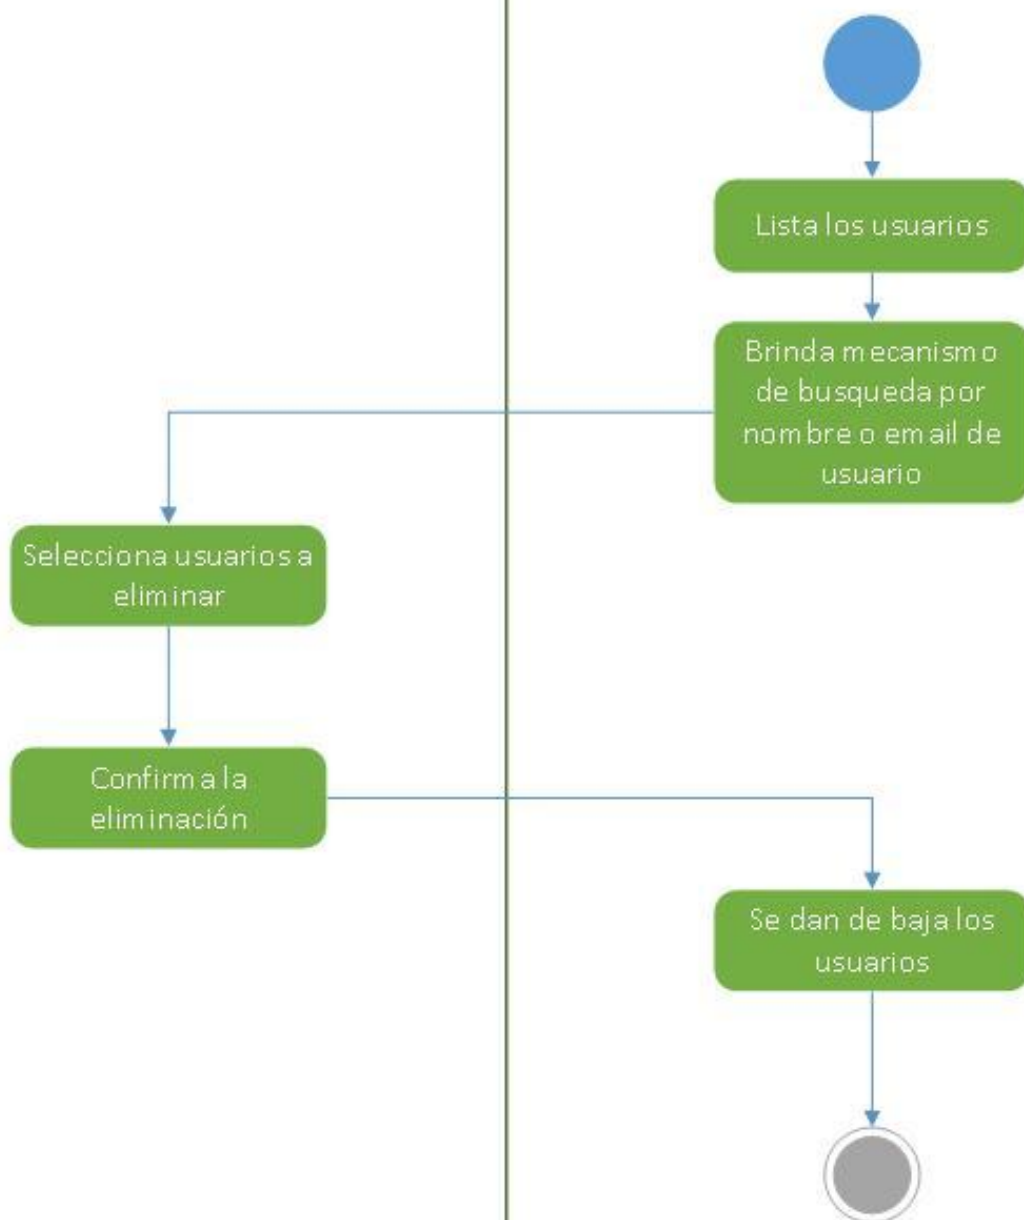 Lista los usuarios
Brinda mecanismo
de busqueda por
nombre o email de
usuario
Selecciona usuarios a
eliminar
Confirma la
eliminación
Se dan de baja los
usuarios